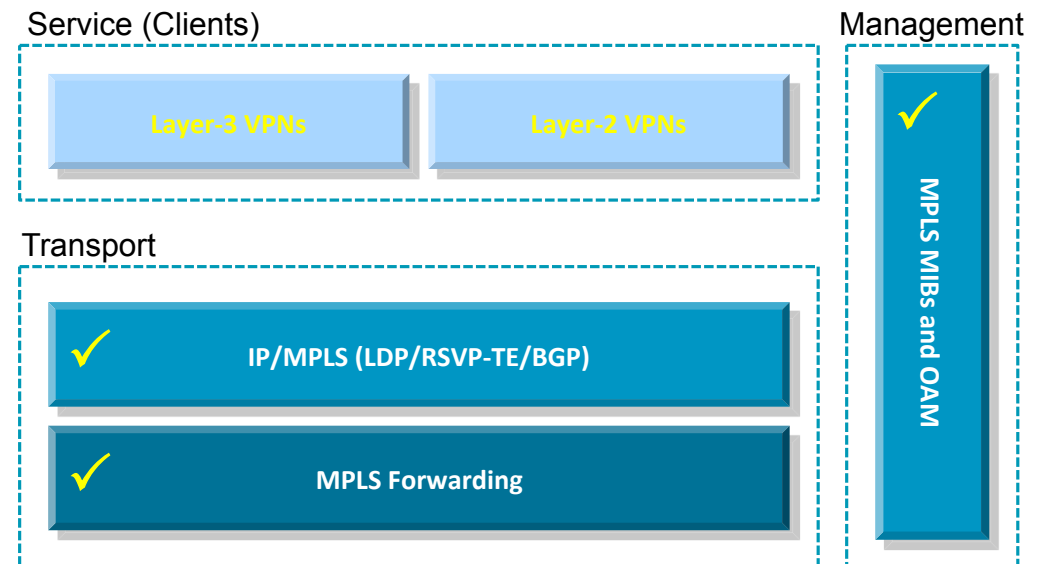 Service (Clients)
Management
Layer-3 VPNs
Layer-2 VPNs
MPLS MIBs and OAM
Transport
IP/MPLS (LDP/RSVP-TE/BGP)
MPLS Forwarding